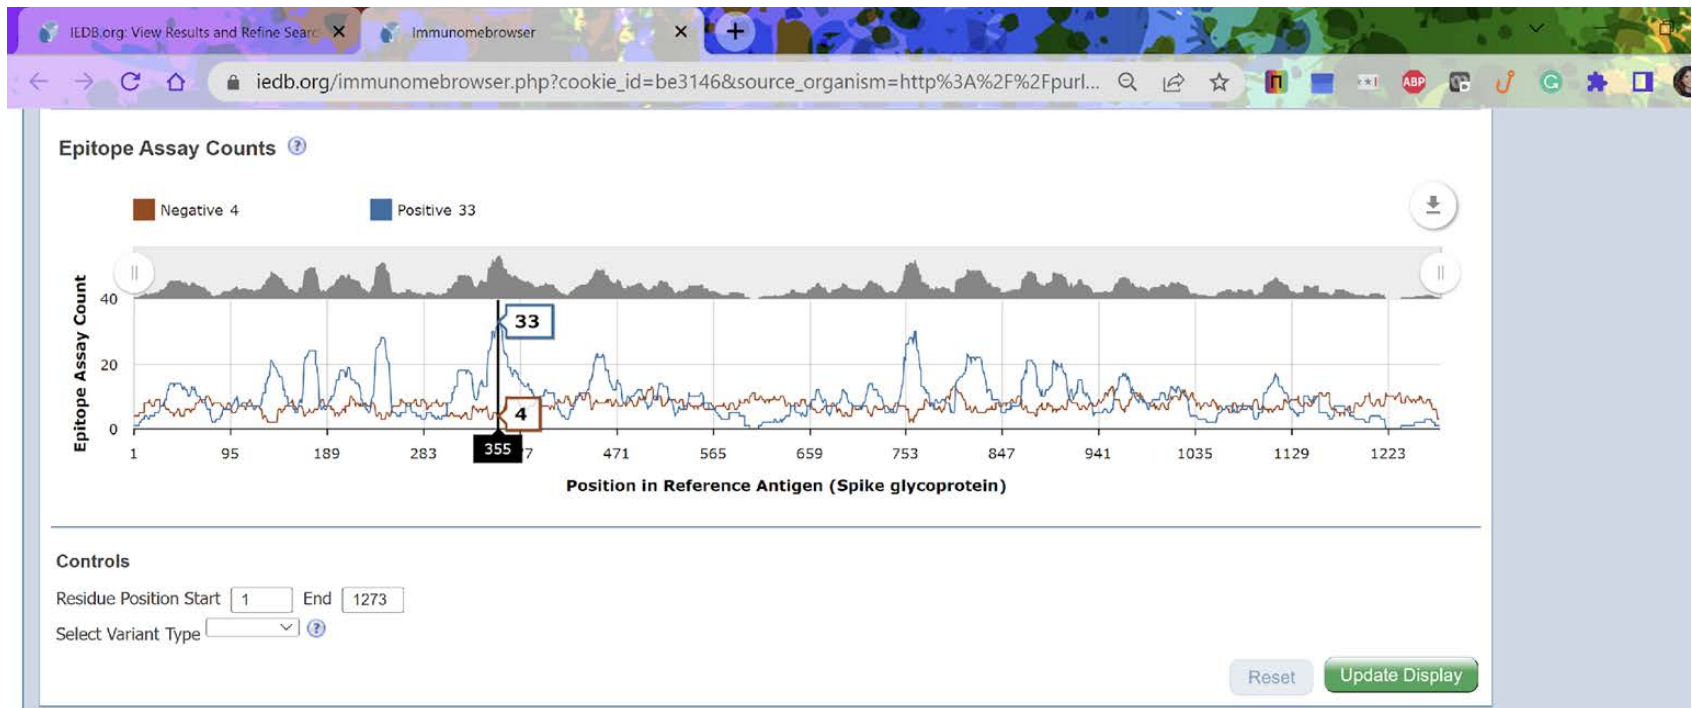 IEDB.org: View Results and Refine Searc
Immunomebrowser
iedb.org/immunomebrowser.php?cookie_id=be3146&source_organism=http%3A%2F%2Fpurl...
ABP
Epitope Assay Counts ?
Negative 4 Positive 33
Epitope Assay Count
40
20
0
33
4
1 95 189 283 355 7 471 565 659 753 847 941 1035 1129 1223
Position in Reference Antigen (Spike glycoprotein)
Controls
Residue Position Start 1 End 1273
Select Variant Type ?
Reset Update Display